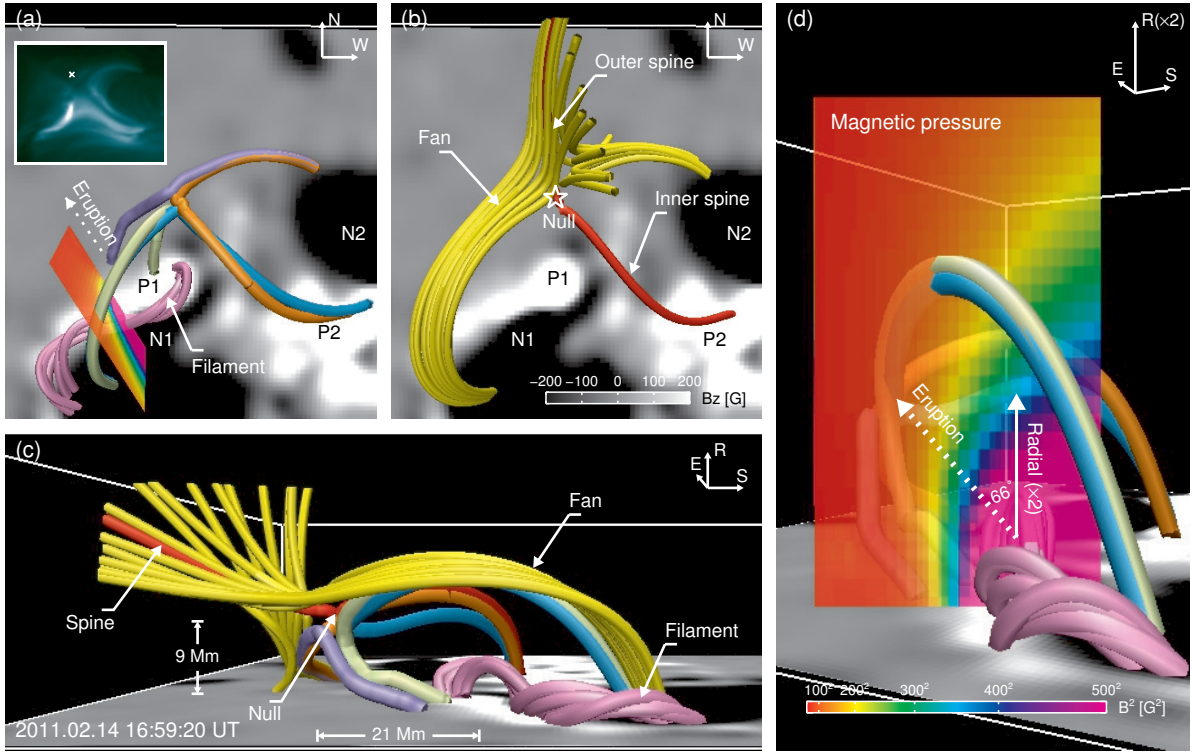 (a)
N
W
Eruption
N2
P1
N1
P2
Filament
(b)
N
W
Outer spine
Fan
Null
Inner spine
N2
P1
N1
P2
−200 −100 0 100 200
Bz [G]
(c)
R
E
S
Fan
Spine
Filament
9 Mm
Null
2011.02.14 16:59:20 UT
21 Mm
(d)
R(×2)
E
S
Magnetic pressure
Eruption
Radial (×2)
66°
100² 200² 300² 400² 500²
B² [G²]